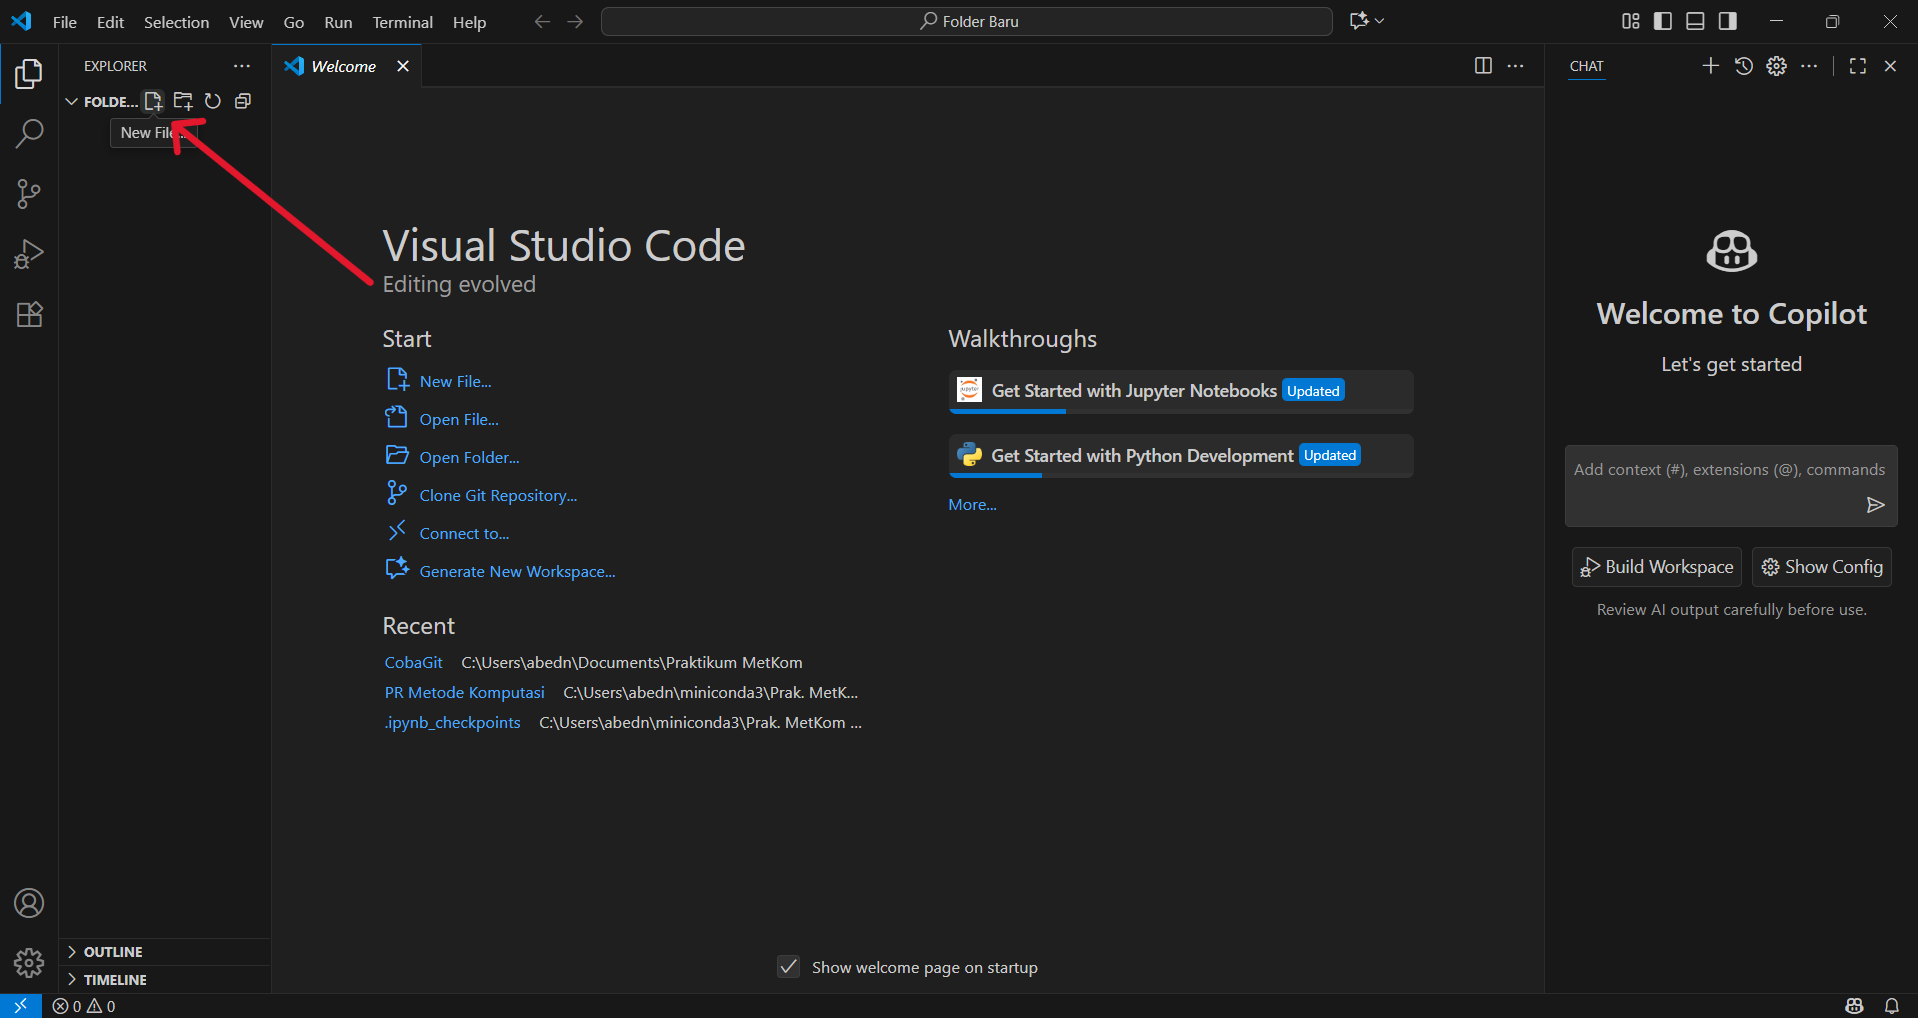 File Edit Selection View Go Run Terminal Help
Folder Baru
EXPLORER
FOLDE...
New File...
Welcome
CHAT
Visual Studio Code
Editing evolved
Start
New File...
Open File...
Open Folder...
Clone Git Repository...
Connect to...
Generate New Workspace...
Recent
CobaGit C:\Users\abedn\Documents\Praktikum MetKom
PR Metode Komputasi C:\Users\abedn\miniconda3\Prak. MetK...
.ipynb_checkpoints C:\Users\abedn\miniconda3\Prak. MetKom ...
Walkthroughs
Get Started with Jupyter Notebooks Updated
Get Started with Python Development Updated
More...
Show welcome page on startup
Welcome to Copilot
Let's get started
Add context (#), extensions (@), commands
Build Workspace Show Config
Review AI output carefully before use.
OUTLINE
TIMELINE
0 0